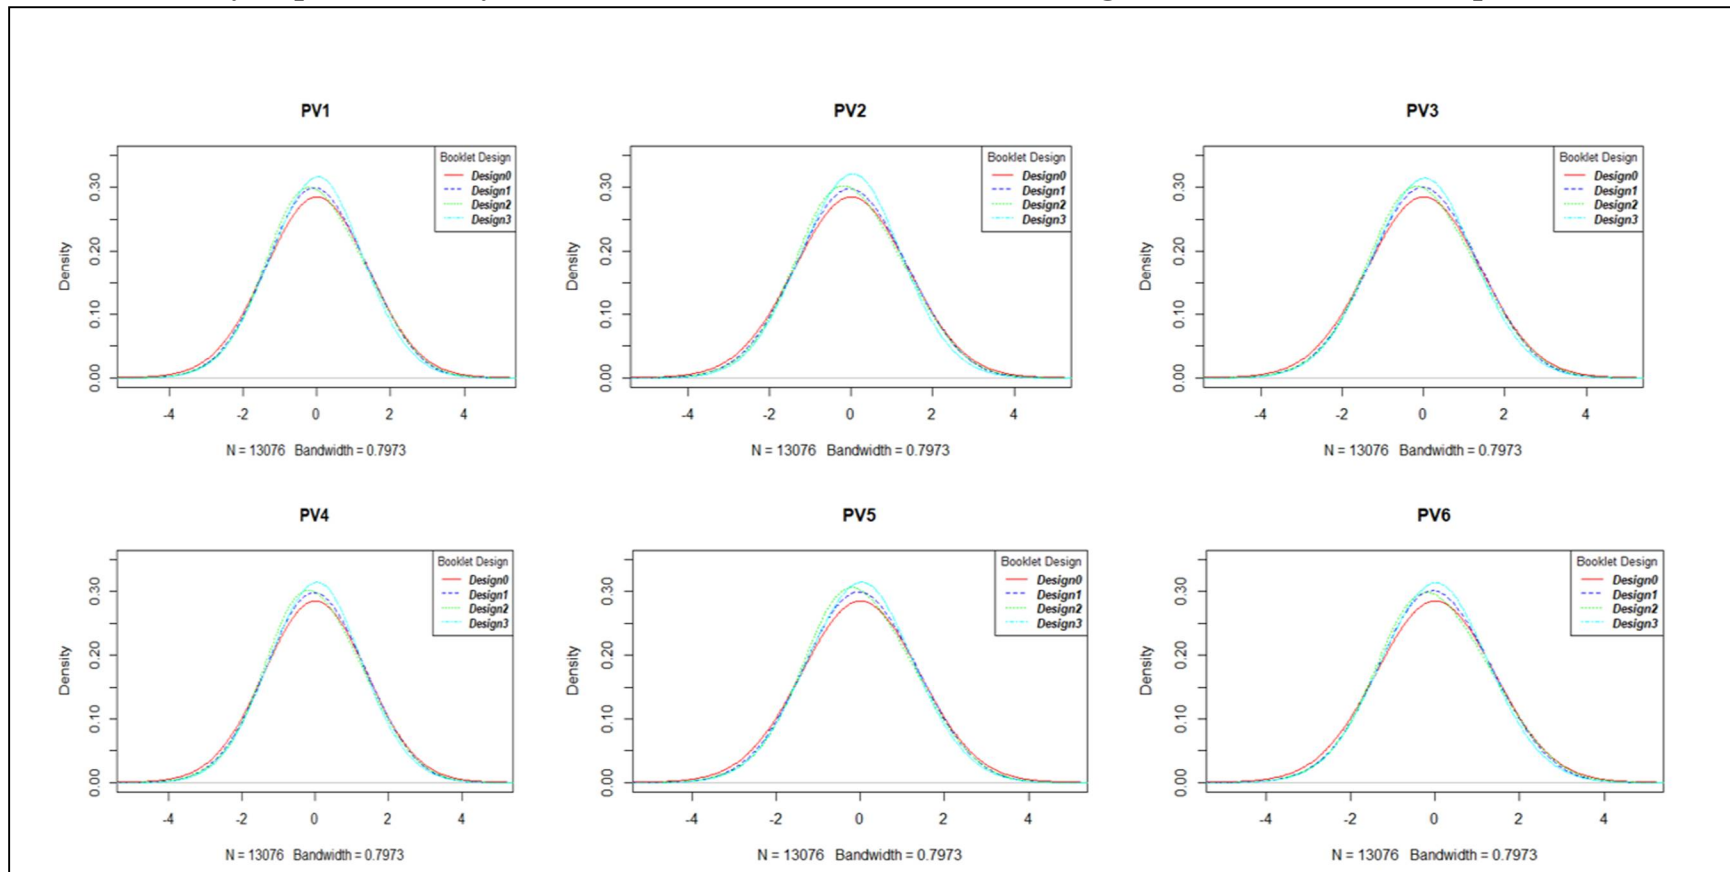 PV1
PV2
PV3
Booklet Design
Design0
Design1
Design2
Design3
Density
0.00 0.10 0.20 0.30
-4 -2 0 2 4
N = 13076 Bandwidth = 0.7973
Booklet Design
Design0
Design1
Design2
Design3
Density
0.00 0.10 0.20 0.30
-4 -2 0 2 4
N = 13076 Bandwidth = 0.7973
Booklet Design
Design0
Design1
Design2
Design3
Density
0.00 0.10 0.20 0.30
-4 -2 0 2 4
N = 13076 Bandwidth = 0.7973
PV4
PV5
PV6
Booklet Design
Design0
Design1
Design2
Design3
Density
0.00 0.10 0.20 0.30
-4 -2 0 2 4
N = 13076 Bandwidth = 0.7973
Booklet Design
Design0
Design1
Design2
Design3
Density
0.00 0.10 0.20 0.30
-4 -2 0 2 4
N = 13076 Bandwidth = 0.7973
Booklet Design
Design0
Design1
Design2
Design3
Density
0.00 0.10 0.20 0.30
-4 -2 0 2 4
N = 13076 Bandwidth = 0.7973